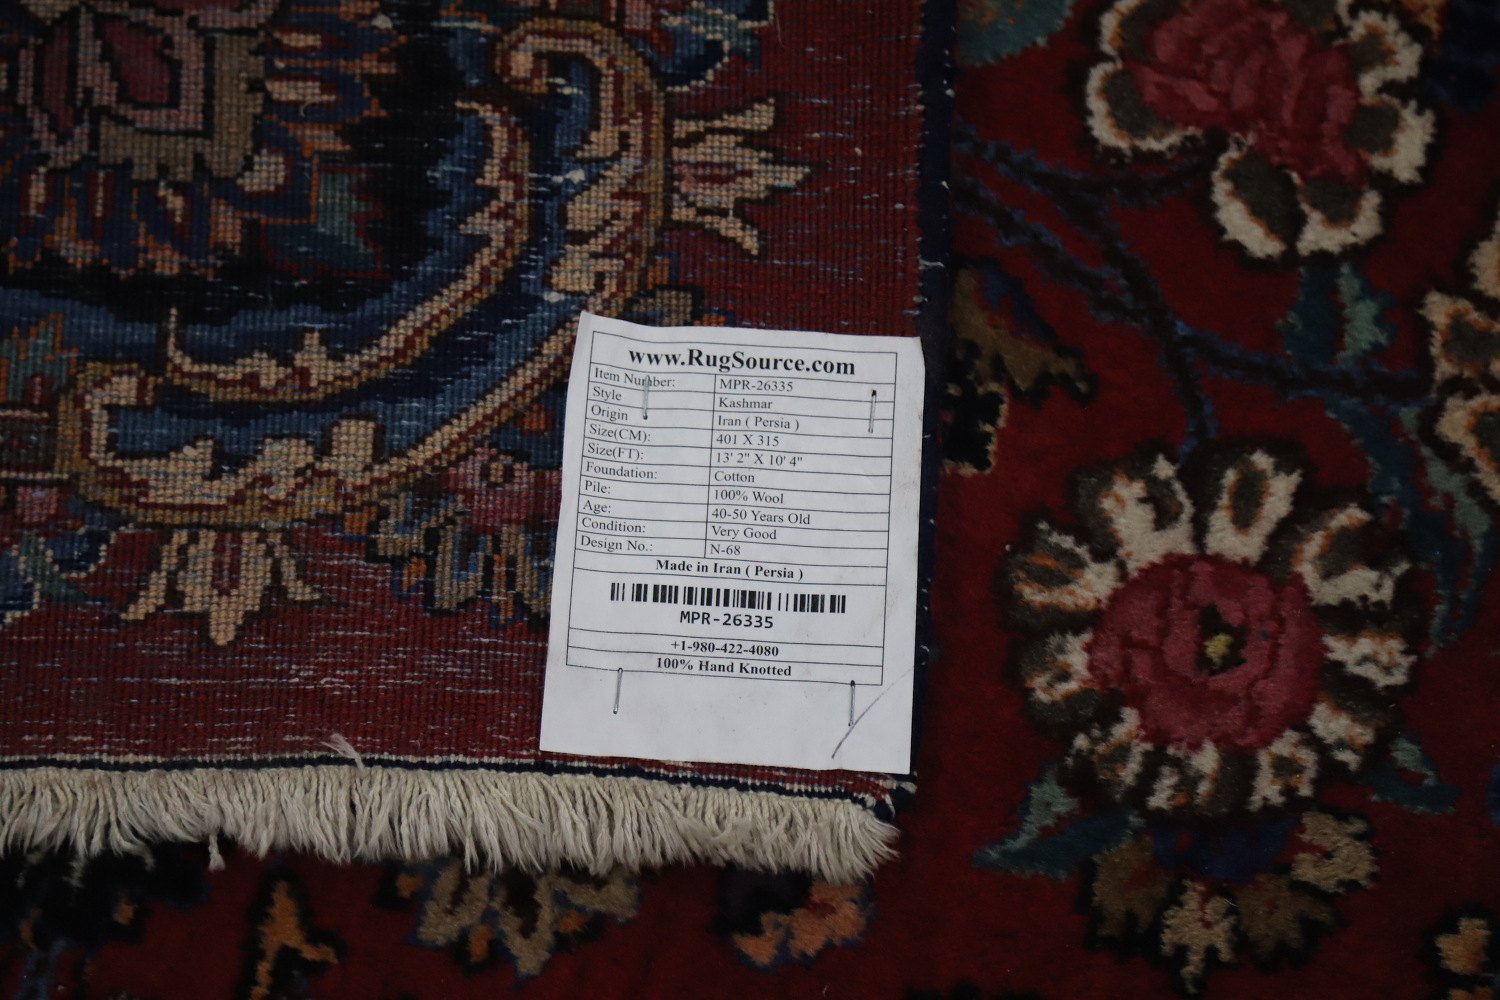 www.RugSource.com
Item Number: MPR-26335
Style Kashmar
Origin Iran ( Persia )
Size(CM): 401 X 315
Size(FT): 13' 2" X 10' 4"
Foundation: Cotton
Pile: 100% Wool
Age: 40-50 Years Old
Condition: Very Good
Design No.: N-68
Made in Iran ( Persia )
MPR-26335
+1-980-422-4080
100% Hand Knotted